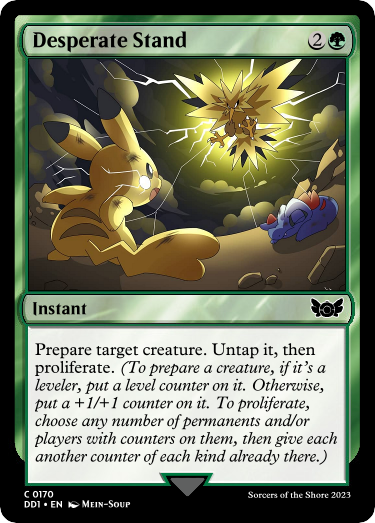 Desperate Stand 2
Instant
Prepare target creature. Untap it, then
proliferate. (To prepare a creature, if it's a
leveler, put a level counter on it. Otherwise,
put a +1/+1 counter on it. To proliferate,
choose any number of permanents and/or
players with counters on them, then give each
another counter of each kind already there.)
C 0170
DD1 • EN Mein-Soup
Sorcers of the Shore 2023